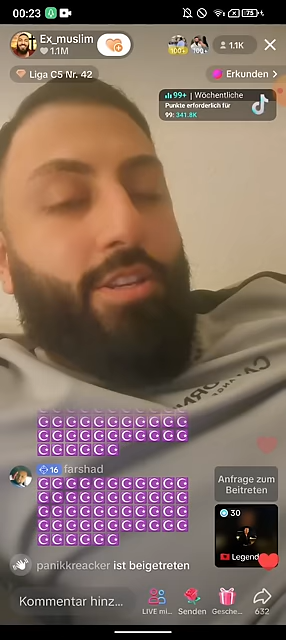 00:23
75
Ex_muslim
1.1M
1.1K
Liga C5 Nr. 42
Erkunden >
99+ | Wöchentliche
Punkte erforderlich für
99: 341.8K
16 farshad
Anfrage zum
Beitreten
30
Legend
panikkreacker ist beigetreten
Kommentar hinz...
LIVE mi...
Senden
Gesche...
632